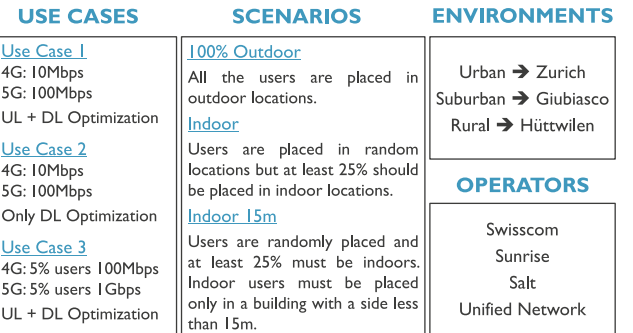 USE CASES
Use Case 1
4G: 10Mbps
5G: 100Mbps
UL + DL Optimization
Use Case 2
4G: 10Mbps
5G: 100Mbps
Only DL Optimization
Use Case 3
4G: 5% users 100Mbps
5G: 5% users 1Gbps
UL + DL Optimization
SCENARIOS
100% Outdoor
All the users are placed in
outdoor locations.
Indoor
Users are placed in random
locations but at least 25% should
be placed in indoor locations.
Indoor 15m
Users are randomly placed and
at least 25% must be indoors.
Indoor users must be placed
only in a building with a side less
than 15m.
ENVIRONMENTS
Urban ➔ Zurich
Suburban ➔ Giubiasco
Rural ➔ Hüttwilen
OPERATORS
Swisscom
Sunrise
Salt
Unified Network